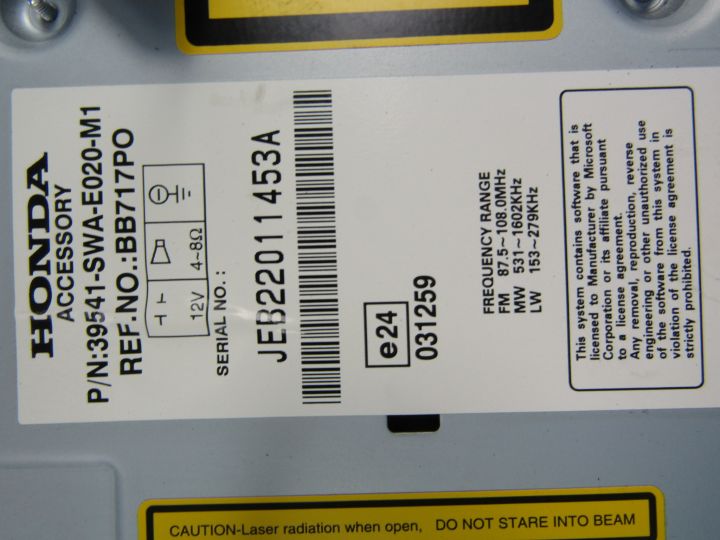 HONDA
ACCESSORY
P/N:39541-SWA-E020-M1
REF.NO.:BB717PO
12V 4~8Ω
SERIAL NO. :
JEB22011453A
e24
031259
FREQUENCY RANGE
FM 87.5~108.0MHz
MW 531~1602KHz
LW 153~279KHz
This system contains software that is
licensed to Manufacturer by Microsoft
Corporation or its affiliate pursuant
to a license agreement.
Any removal, reproduction, reverse
engineering or other unauthorized use
of the software from this system in
violation of the license agreement is
strictly prohibited.
CAUTION-Laser radiation when open, DO NOT STARE INTO BEAM